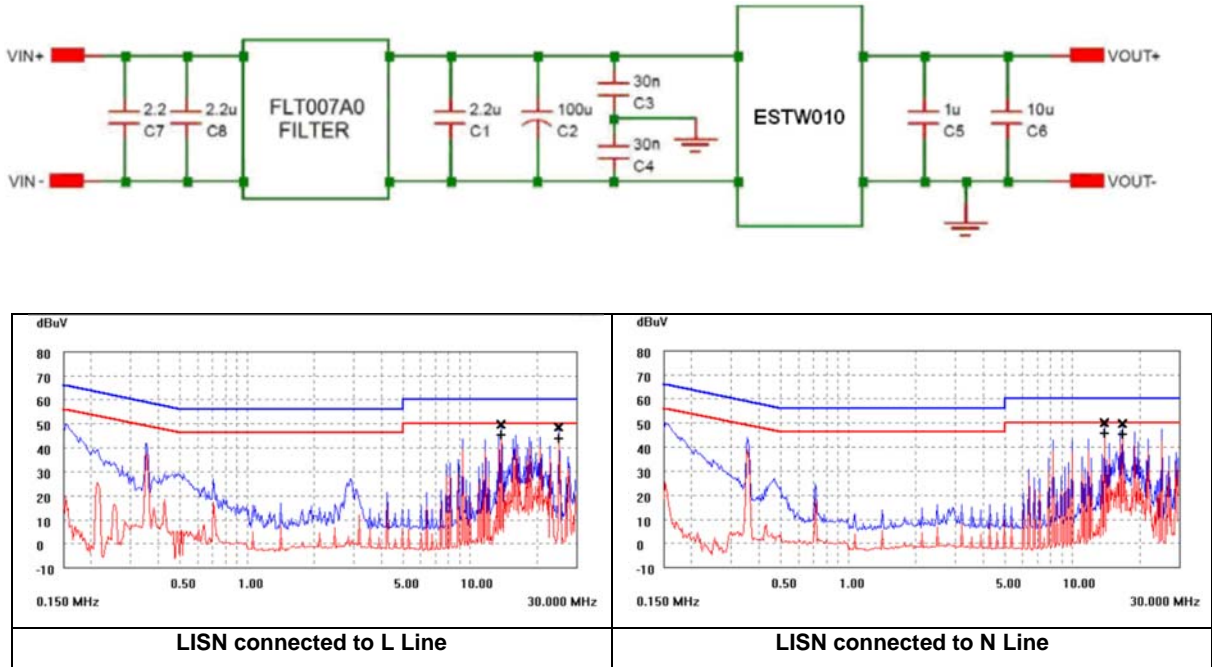 VIN+
2.2
C7
2.2u
C8
FLT007A0
FILTER
2.2u
C1
100u
C2
30n
C3
30n
C4
ESTW010
1u
C5
10u
C6
VOUT+
VIN -
VOUT-
dBuV
80
70
60
50
40
30
20
10
0
-10
0.50
1.00
5.00
10.00
0.150 MHz
30.000 MHz
LISN connected to L Line
dBuV
80
70
60
50
40
30
20
10
0
-10
0.50
1.00
5.00
10.00
0.150 MHz
30.000 MHz
LISN connected to N Line